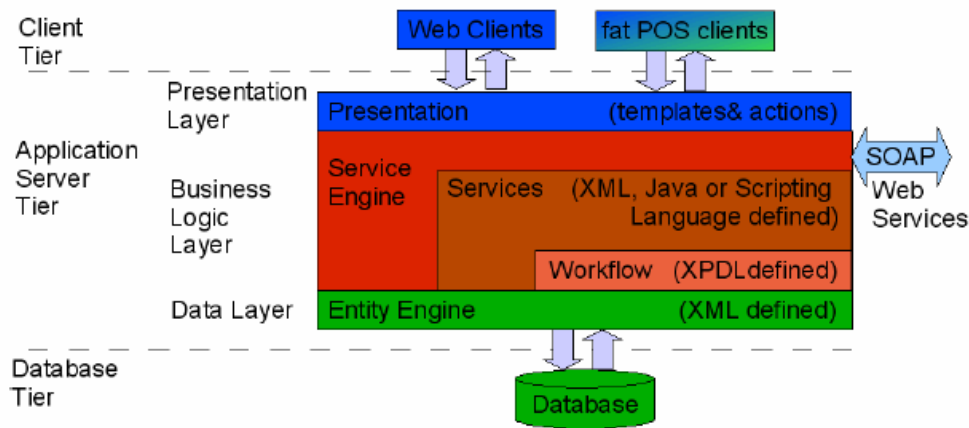 Client
Tier
Web Clients
fat POS clients
Presentation
Layer
Presentation (templates& actions)
Application
Server
Tier
Business
Logic
Layer
Service
Engine
Services (XML, Java or Scripting
Language defined)
Workflow (XPDL defined)
SOAP
Web
Services
Data Layer
Entity Engine (XML defined)
Database
Tier
Database